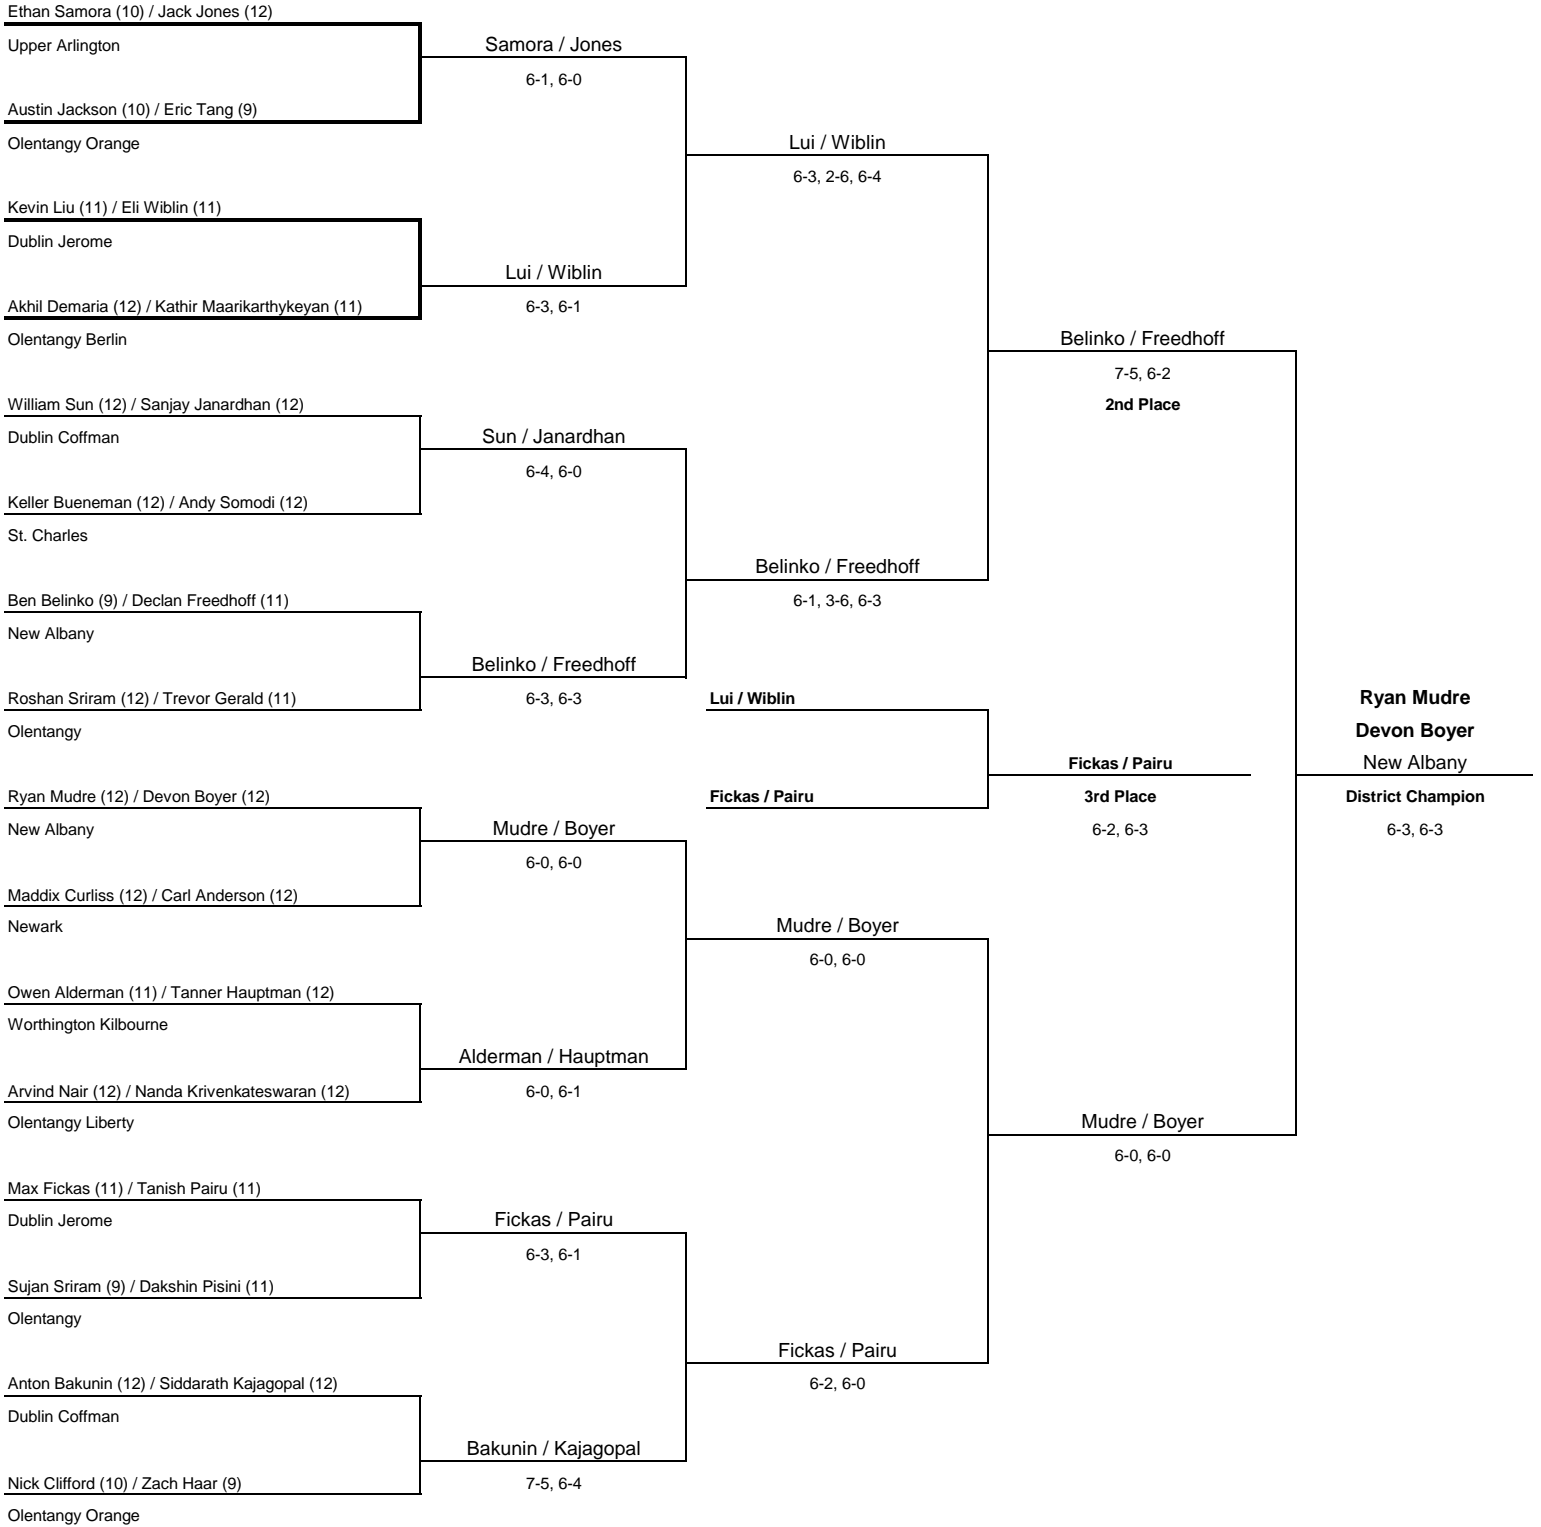 Ethan Samora (10) / Jack Jones (12)
Upper Arlington
Samora / Jones
6-1, 6-0
Austin Jackson (10) / Eric Tang (9)
Olentangy Orange
Lui / Wiblin
6-3, 2-6, 6-4
Kevin Liu (11) / Eli Wiblin (11)
Dublin Jerome
Lui / Wiblin
6-3, 6-1
Akhil Demaria (12) / Kathir Maarikarthykeyan (11)
Olentangy Berlin
Belinko / Freedhoff
7-5, 6-2
2nd Place
William Sun (12) / Sanjay Janardhan (12)
Dublin Coffman
Sun / Janardhan
6-4, 6-0
Keller Bueneman (12) / Andy Somodi (12)
St. Charles
Belinko / Freedhoff
6-1, 3-6, 6-3
Ben Belinko (9) / Declan Freedhoff (11)
New Albany
Belinko / Freedhoff
6-3, 6-3
Roshan Sriram (12) / Trevor Gerald (11)
Olentangy
Lui / Wiblin
Fickas / Pairu
Fickas / Pairu
3rd Place
6-2, 6-3
Ryan Mudre
Devon Boyer
New Albany
District Champion
6-3, 6-3
Ryan Mudre (12) / Devon Boyer (12)
New Albany
Mudre / Boyer
6-0, 6-0
Maddix Curliss (12) / Carl Anderson (12)
Newark
Mudre / Boyer
6-0, 6-0
Owen Alderman (11) / Tanner Hauptman (12)
Worthington Kilbourne
Alderman / Hauptman
6-0, 6-1
Arvind Nair (12) / Nanda Krivenkateswaran (12)
Olentangy Liberty
Mudre / Boyer
6-0, 6-0
Max Fickas (11) / Tanish Pairu (11)
Dublin Jerome
Fickas / Pairu
6-3, 6-1
Sujan Sriram (9) / Dakshin Pisini (11)
Olentangy
Fickas / Pairu
6-2, 6-0
Anton Bakunin (12) / Siddarath Kajagopal (12)
Dublin Coffman
Bakunin / Kajagopal
7-5, 6-4
Nick Clifford (10) / Zach Haar (9)
Olentangy Orange